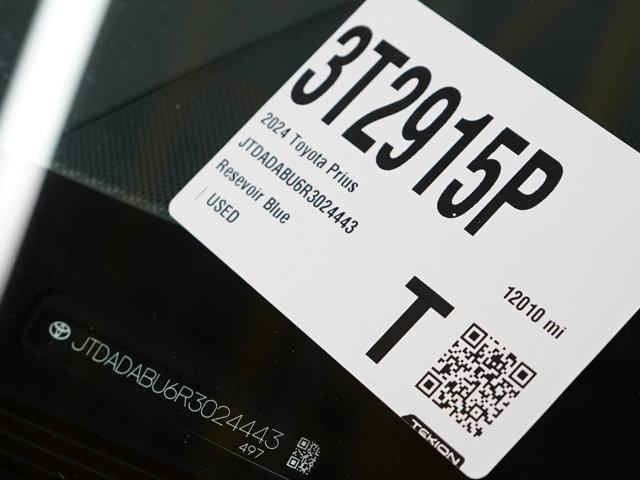 3T2915P
2024 Toyota Prius
JTDADABU6R3024443
Resevoir Blue
| USED
12010 mi
T
TEKION
JTDADABU6R3024443
497